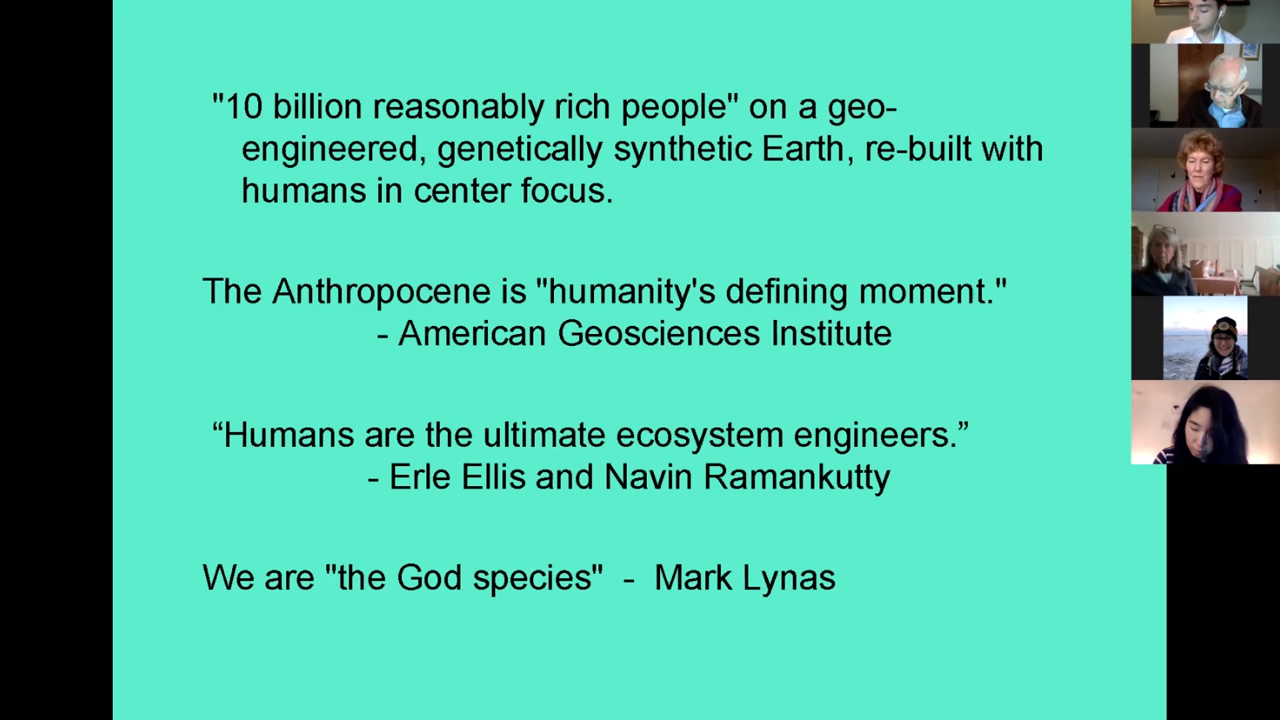 "10 billion reasonably rich people" on a geo-
engineered, genetically synthetic Earth, re-built with
humans in center focus.
The Anthropocene is "humanity's defining moment."
- American Geosciences Institute
“Humans are the ultimate ecosystem engineers.”
- Erle Ellis and Navin Ramankutty
We are "the God species" - Mark Lynas